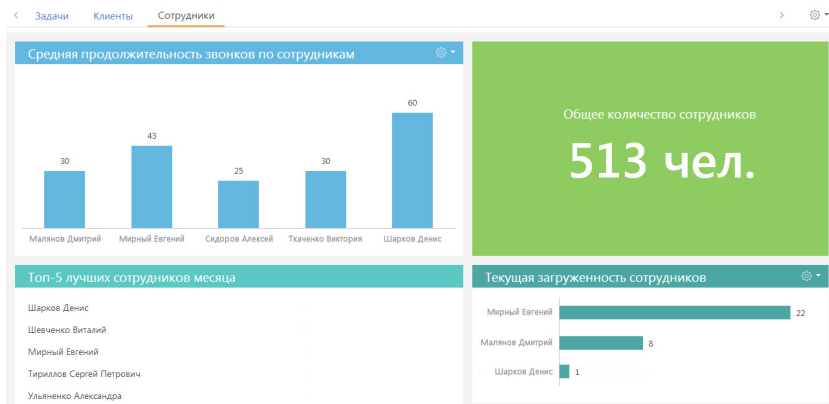 Задачи Клиенты Сотрудники
Средняя продолжительность звонков по сотрудникам
30
43
25
30
60
Малянов Дмитрий
Мирный Евгений
Сидоров Алексей
Ткаченко Виктория
Шарков Денис
Общее количество сотрудников
513 чел.
Топ-5 лучших сотрудников месяца
Шарков Денис
Шевченко Виталий
Мирный Евгений
Тириллов Сергей Петрович
Ульяненко Александра
Текущая загруженность сотрудников
Мирный Евгений 22
Малянов Дмитрий 8
Шарков Денис 1